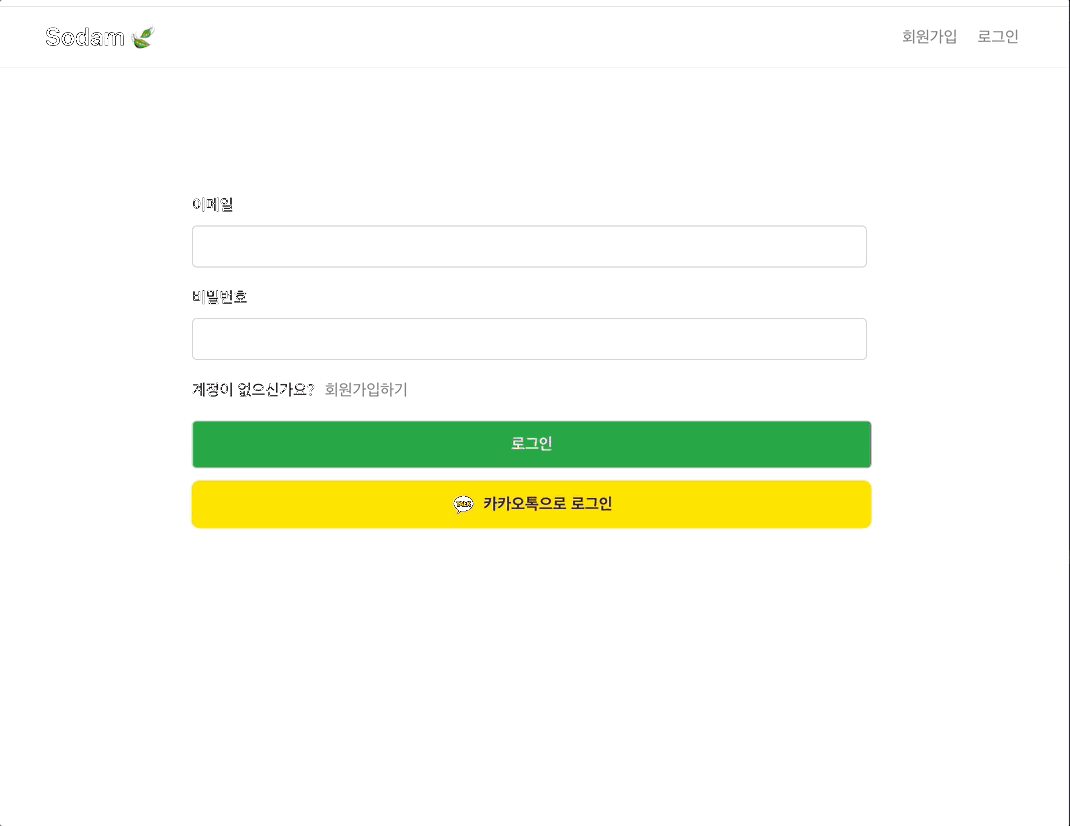 Sodam 🌿
회원가입 로그인
이메일
비밀번호
계정이 없으신가요? 회원가입하기
로그인
TALK 카카오톡으로 로그인